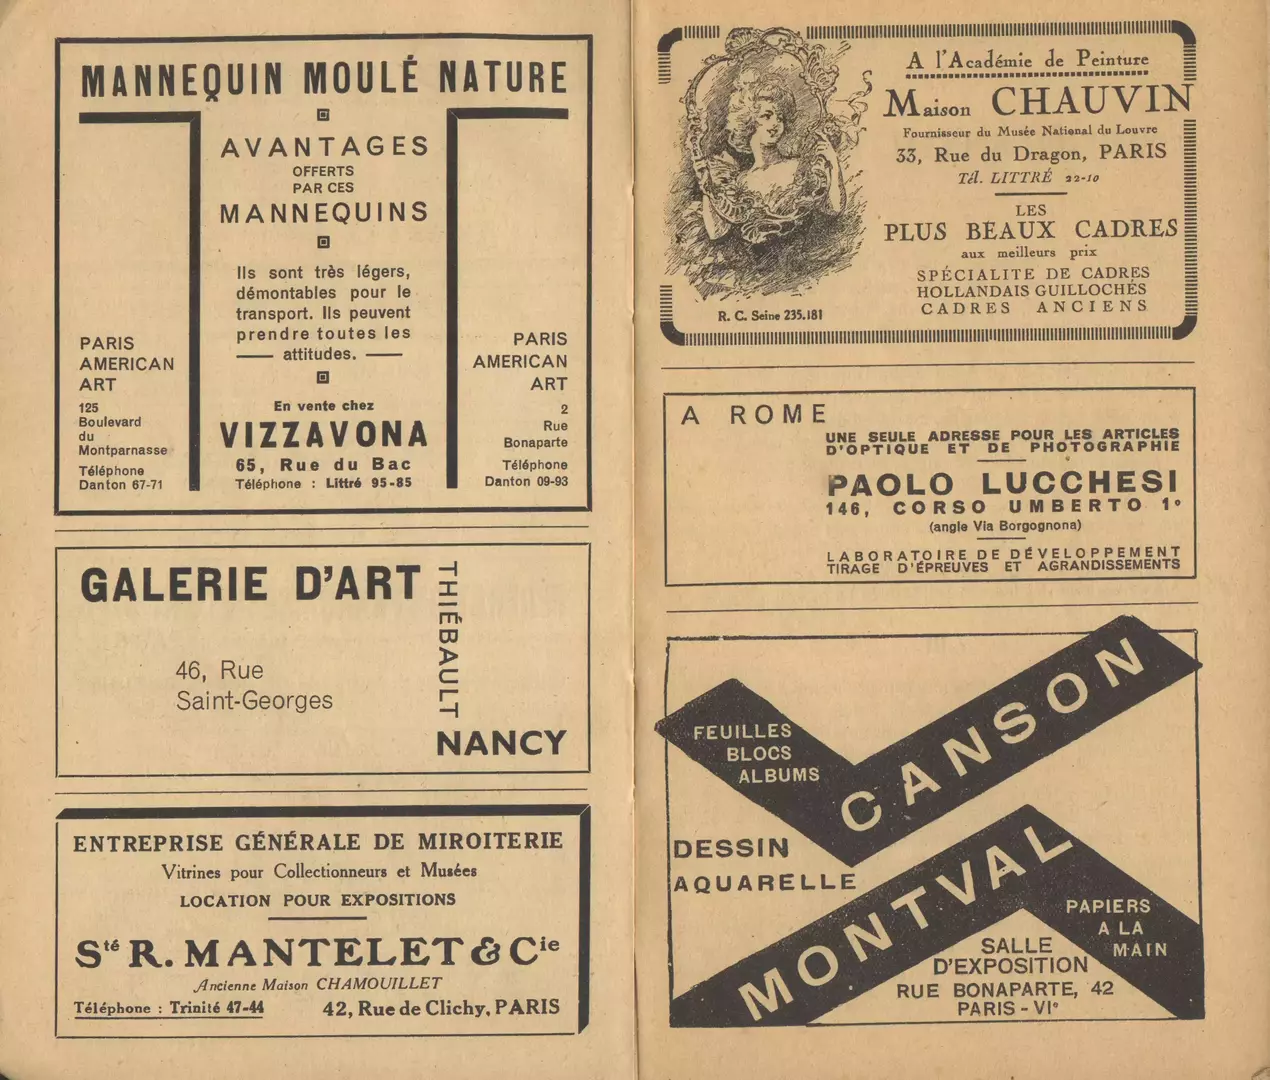 MANNEQUIN MOULÉ NATURE
AVANTAGES
OFFERTS
PAR CES
MANNEQUINS
Ils sont très légers,
démontables pour le
transport. Ils peuvent
prendre toutes les
attitudes.
PARIS
AMERICAN
ART
125
Boulevard
du
Montparnasse
Téléphone
Danton 67-71
En vente chez
VIZZAVONA
65, Rue du Bac
Téléphone : Littré 95-85
PARIS
AMERICAN
ART
2
Rue
Bonaparte
Téléphone
Danton 09-93
GALERIE D'ART
THIÉBAULT
46, Rue
Saint-Georges
NANCY
ENTREPRISE GÉNÉRALE DE MIROITERIE
Vitrines pour Collectionneurs et Musées
LOCATION POUR EXPOSITIONS
Sté R. MANTELET & Cie
Ancienne Maison CHAMOUILLET
Téléphone : Trinité 47-44 42, Rue de Clichy, PARIS
A l'Académie de Peinture
Maison CHAUVIN
Fournisseur du Musée National du Louvre
33, Rue du Dragon, PARIS
Tél. LITTRÉ 22-10
LES
PLUS BEAUX CADRES
aux meilleurs prix
SPÉCIALITE DE CADRES
HOLLANDAIS GUILLOCHÉS
CADRES ANCIENS
R. C. Seine 235.181
A ROME
UNE SEULE ADRESSE POUR LES ARTICLES
D'OPTIQUE ET DE PHOTOGRAPHIE
PAOLO LUCCHESI
146, CORSO UMBERTO 1º
(angle Via Borgognona)
LABORATOIRE DE DÉVELOPPEMENT
TIRAGE D'ÉPREUVES ET AGRANDISSEMENTS
CANSON
FEUILLES
BLOCS
ALBUMS
DESSIN
AQUARELLE
MONTVAL
PAPIERS
A LA
MAIN
SALLE
D'EXPOSITION
RUE BONAPARTE, 42
PARIS - VIº